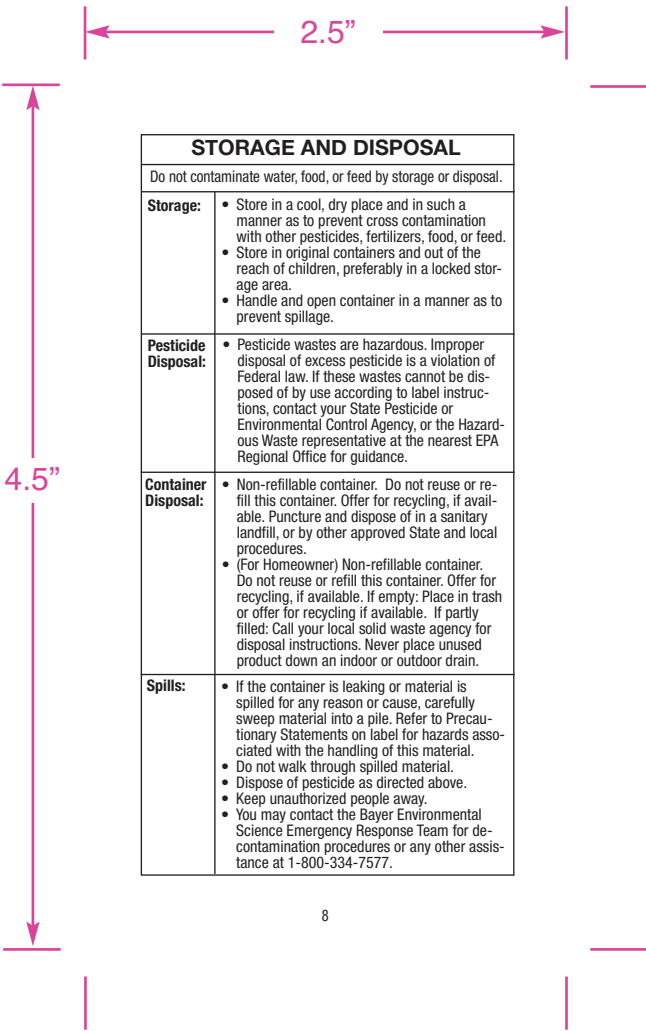 2.5”
4.5”
STORAGE AND DISPOSAL
Do not contaminate water, food, or feed by storage or disposal.
Storage:
• Store in a cool, dry place and in such a
manner as to prevent cross contamination
with other pesticides, fertilizers, food, or feed.
• Store in original containers and out of the
reach of children, preferably in a locked stor-
age area.
• Handle and open container in a manner as to
prevent spillage.
Pesticide
Disposal:
• Pesticide wastes are hazardous. Improper
disposal of excess pesticide is a violation of
Federal law. If these wastes cannot be dis-
posed of by use according to label instruc-
tions, contact your State Pesticide or
Environmental Control Agency, or the Hazard-
ous Waste representative at the nearest EPA
Regional Office for guidance.
Container
Disposal:
• Non-refillable container. Do not reuse or re-
fill this container. Offer for recycling, if avail-
able. Puncture and dispose of in a sanitary
landfill, or by other approved State and local
procedures.
• (For Homeowner) Non-refillable container.
Do not reuse or refill this container. Offer for
recycling, if available. If empty: Place in trash
or offer for recycling if available. If partly
filled: Call your local solid waste agency for
disposal instructions. Never place unused
product down an indoor or outdoor drain.
Spills:
• If the container is leaking or material is
spilled for any reason or cause, carefully
sweep material into a pile. Refer to Precau-
tionary Statements on label for hazards asso-
ciated with the handling of this material.
• Do not walk through spilled material.
• Dispose of pesticide as directed above.
• Keep unauthorized people away.
• You may contact the Bayer Environmental
Science Emergency Response Team for de-
contamination procedures or any other assis-
tance at 1-800-334-7577.
8